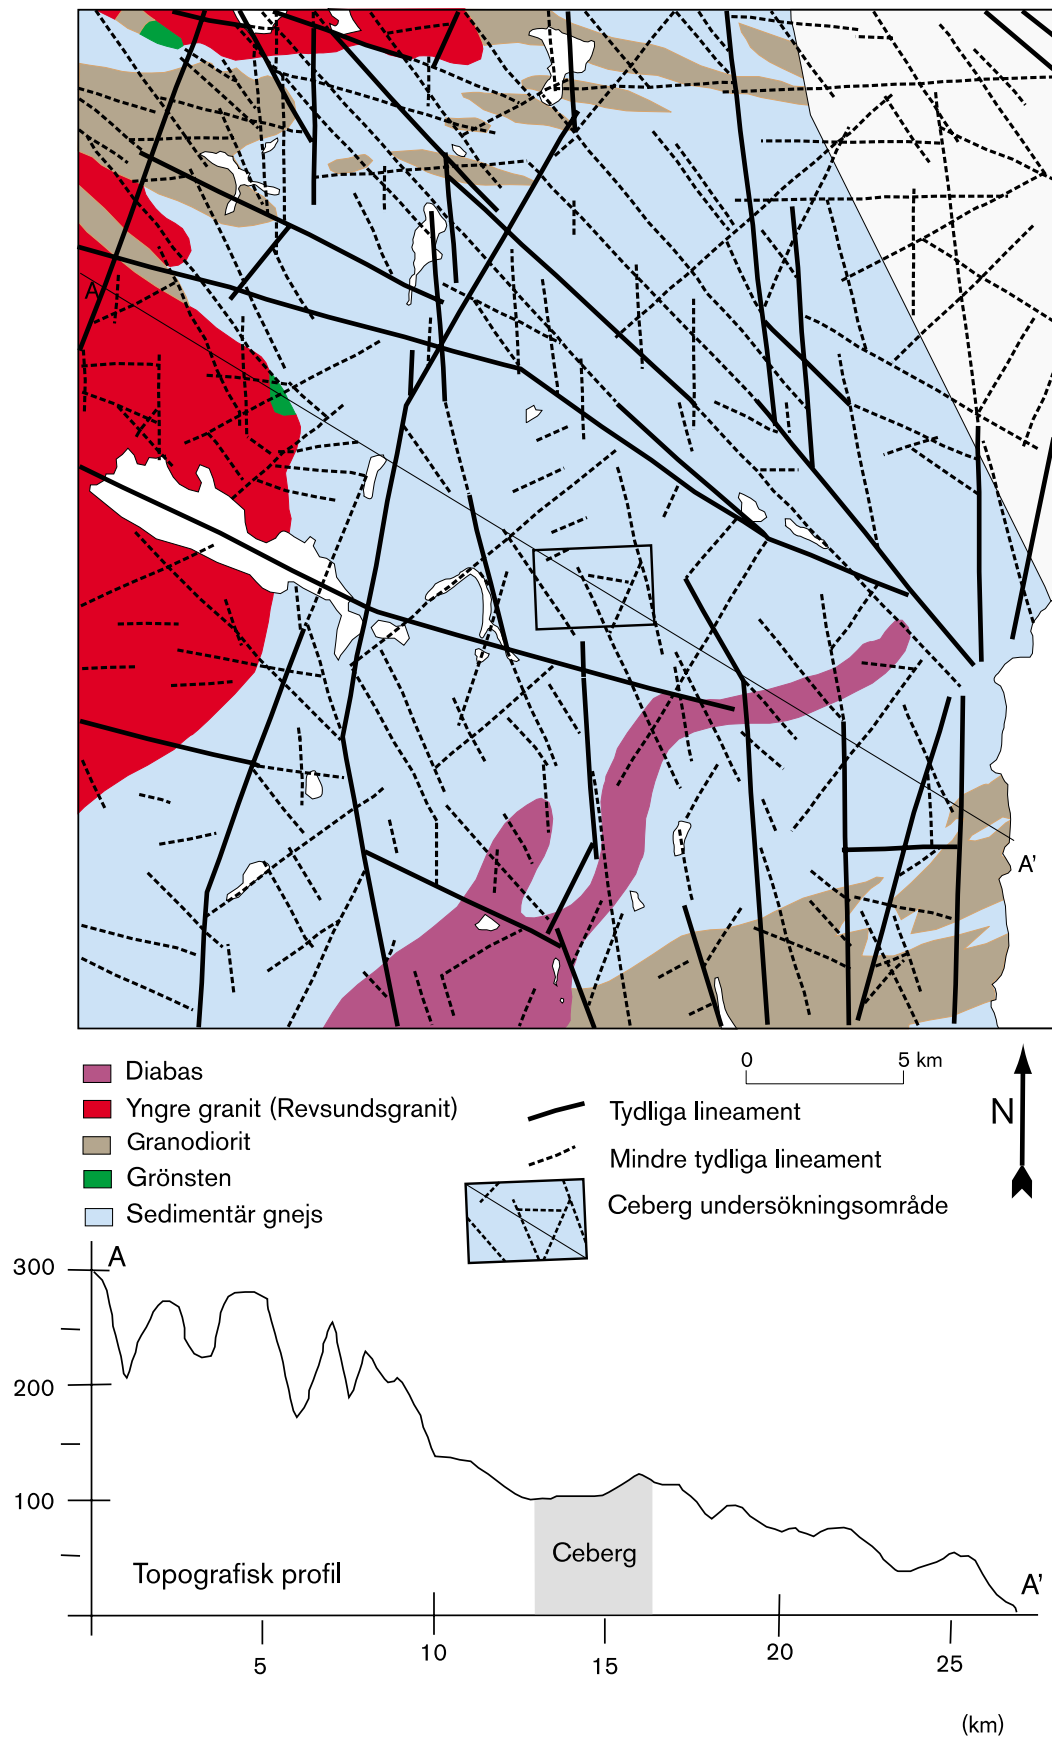 A
A'
Diabas
Yngre granit (Revsundsgranit)
Granodiorit
Grönsten
Sedimentär gnejs
0 5 km
Tydliga lineament
Mindre tydliga lineament
Ceberg undersökningsområde
N
A
300
200
100
Ceberg
Topografisk profil
A'
5 10 15 20 25
(km)